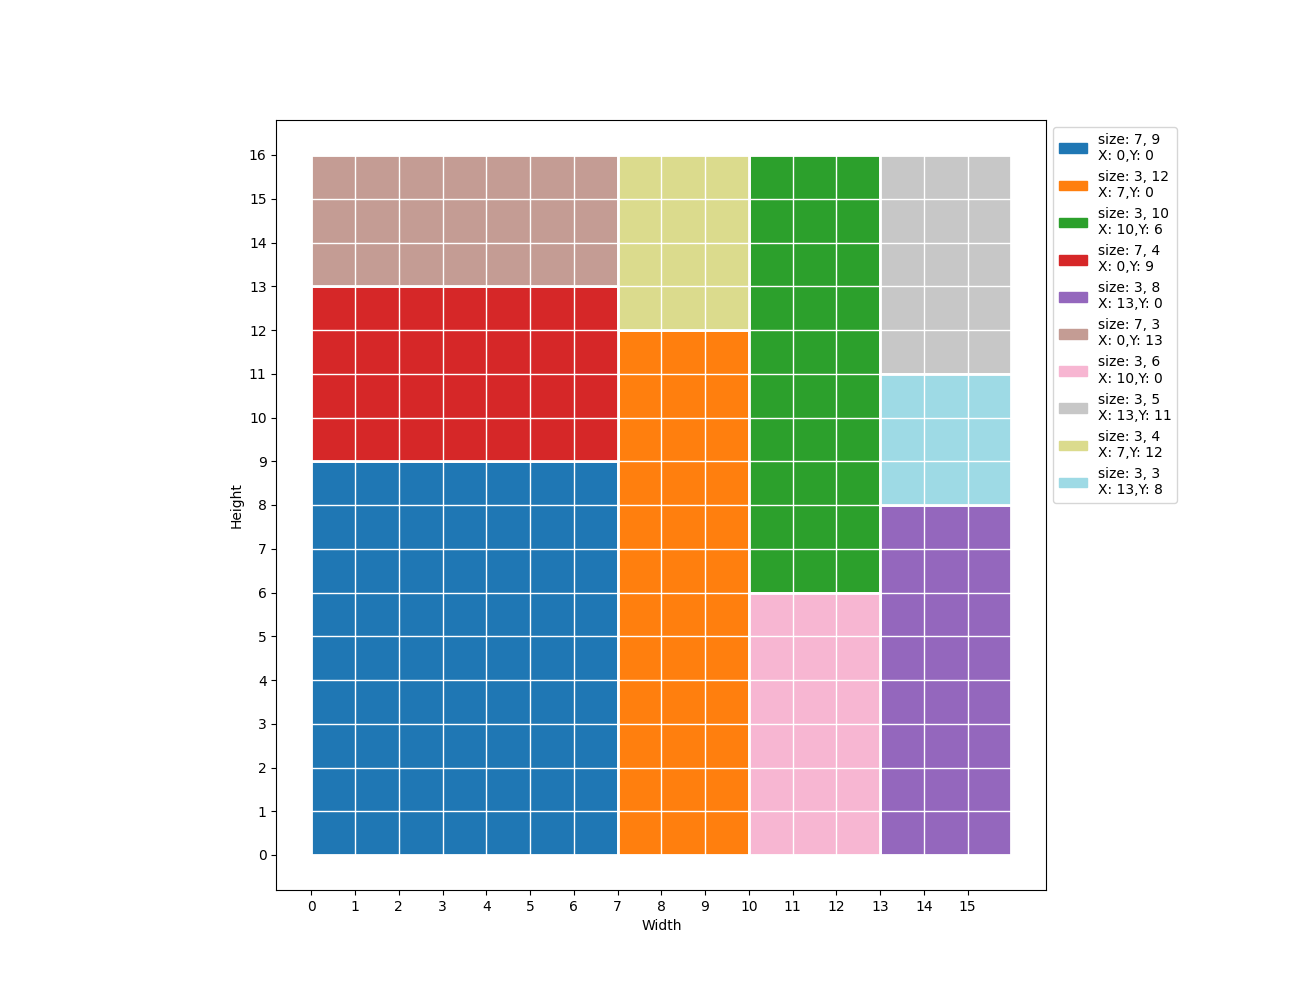 16
15
14
13
12
11
10
9
8
7
6
5
4
3
2
1
0
Height
0 1 2 3 4 5 6 7 8 9 10 11 12 13 14 15
Width
size: 7, 9
X: 0,Y: 0
size: 3, 12
X: 7,Y: 0
size: 3, 10
X: 10,Y: 6
size: 7, 4
X: 0,Y: 9
size: 3, 8
X: 13,Y: 0
size: 7, 3
X: 0,Y: 13
size: 3, 6
X: 10,Y: 0
size: 3, 5
X: 13,Y: 11
size: 3, 4
X: 7,Y: 12
size: 3, 3
X: 13,Y: 8